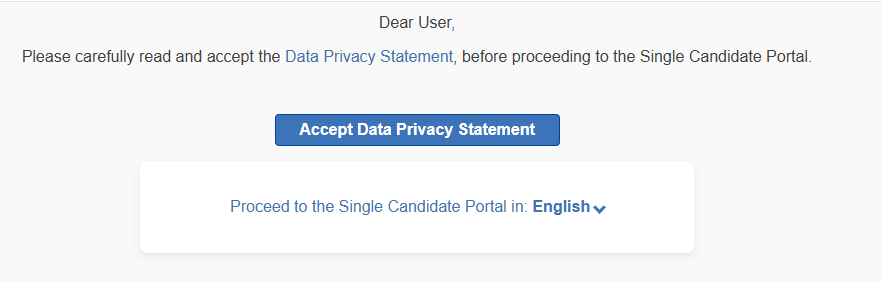 Dear User,
Please carefully read and accept the Data Privacy Statement, before proceeding to the Single Candidate Portal.
Accept Data Privacy Statement
Proceed to the Single Candidate Portal in: English